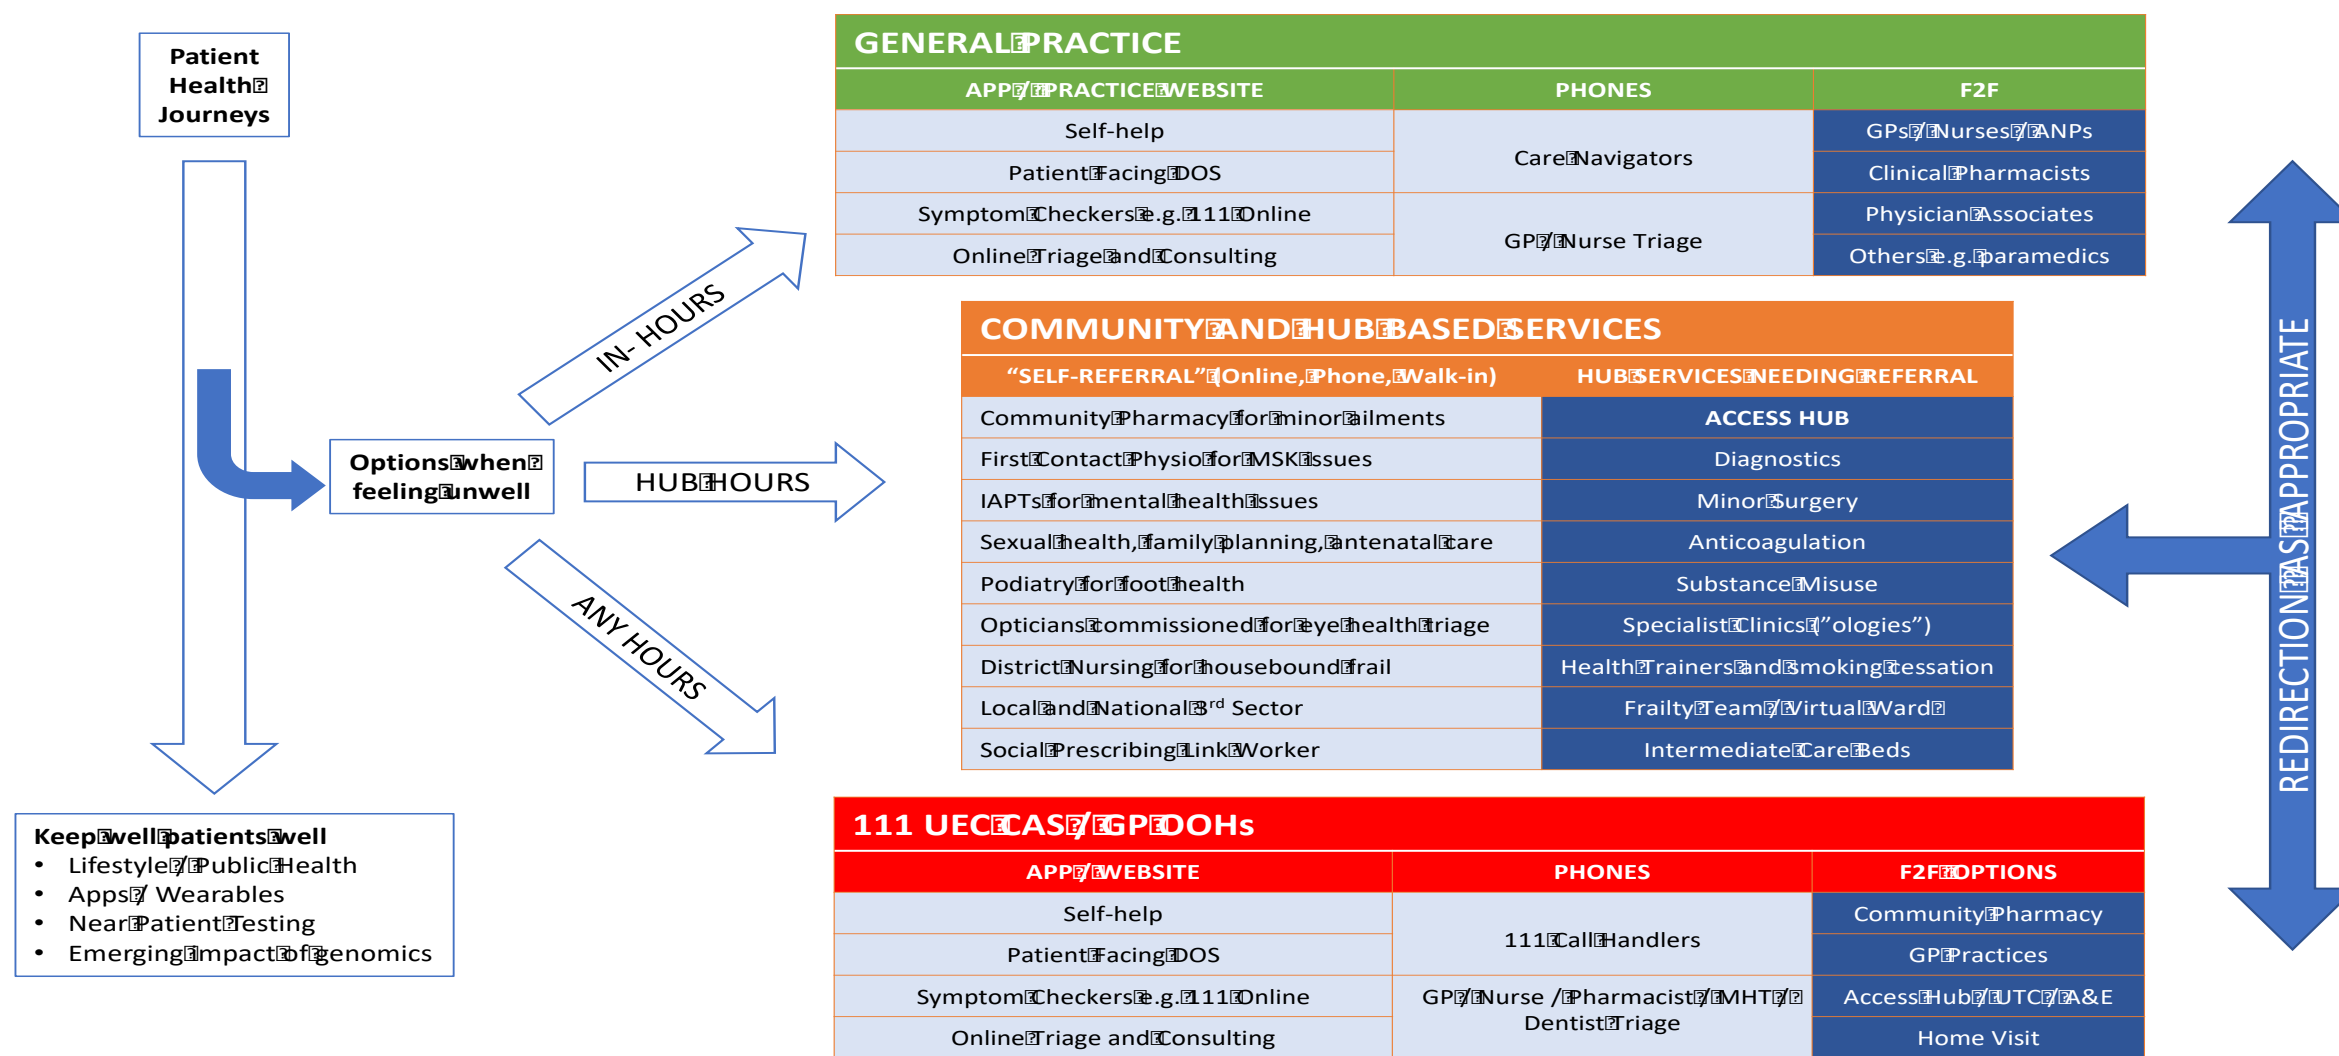 Patient
Health
Journeys
GENERAL PRACTICE
APP / PRACTICE WEBSITE
PHONES
F2F
Self-help
Patient Facing DOS
Symptom Checkers e.g. 111 Online
Online Triage and Consulting
Care Navigators
GP / Nurse Triage
GPs / Nurses / ANPs
Clinical Pharmacists
Physician Associates
Others e.g. paramedics
IN- HOURS
Options when
feeling unwell
HUB HOURS
ANY HOURS
COMMUNITY AND HUB BASED SERVICES
“SELF-REFERRAL” (Online, Phone, Walk-in)
HUB SERVICES NEEDING REFERRAL
Community Pharmacy for minor ailments
ACCESS HUB
First Contact Physio for MSK issues
Diagnostics
IAPTs for mental health issues
Minor Surgery
Sexual health, family planning, antenatal care
Anticoagulation
Podiatry for foot health
Substance Misuse
Opticians commissioned for eye health triage
Specialist Clinics (”ologies”)
District Nursing for housebound frail
Health Trainers and smoking cessation
Local and National 3rd Sector
Frailty Team / Virtual Ward
Social Prescribing Link Worker
Intermediate Care Beds
REDIRECTION AS APPROPRIATE
Keep well patients well
• Lifestyle / Public Health
• Apps / Wearables
• Near Patient Testing
• Emerging impact of genomics
111 UEC CAS / GP OOHs
APP / WEBSITE
PHONES
F2F OPTIONS
Self-help
Patient Facing DOS
Symptom Checkers e.g. 111 Online
Online Triage and Consulting
111 Call Handlers
GP / Nurse / Pharmacist / MHT /
Dentist Triage
Community Pharmacy
GP Practices
Access Hub / UTC / A&E
Home Visit